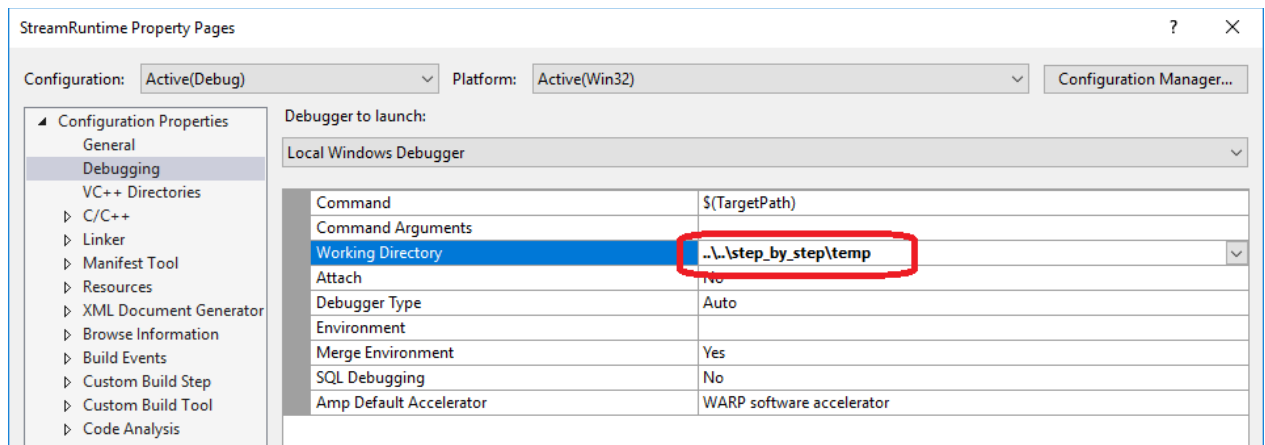 StreamRuntime Property Pages
Configuration: Active(Debug) Platform: Active(Win32) Configuration Manager...
Configuration Properties
General
Debugging
VC++ Directories
C/C++
Linker
Manifest Tool
Resources
XML Document Generator
Browse Information
Build Events
Custom Build Step
Custom Build Tool
Code Analysis
Debugger to launch:
Local Windows Debugger
Command $(TargetPath)
Command Arguments
Working Directory ..\..\step_by_step\temp
Attach No
Debugger Type Auto
Environment
Merge Environment Yes
SQL Debugging No
Amp Default Accelerator WARP software accelerator